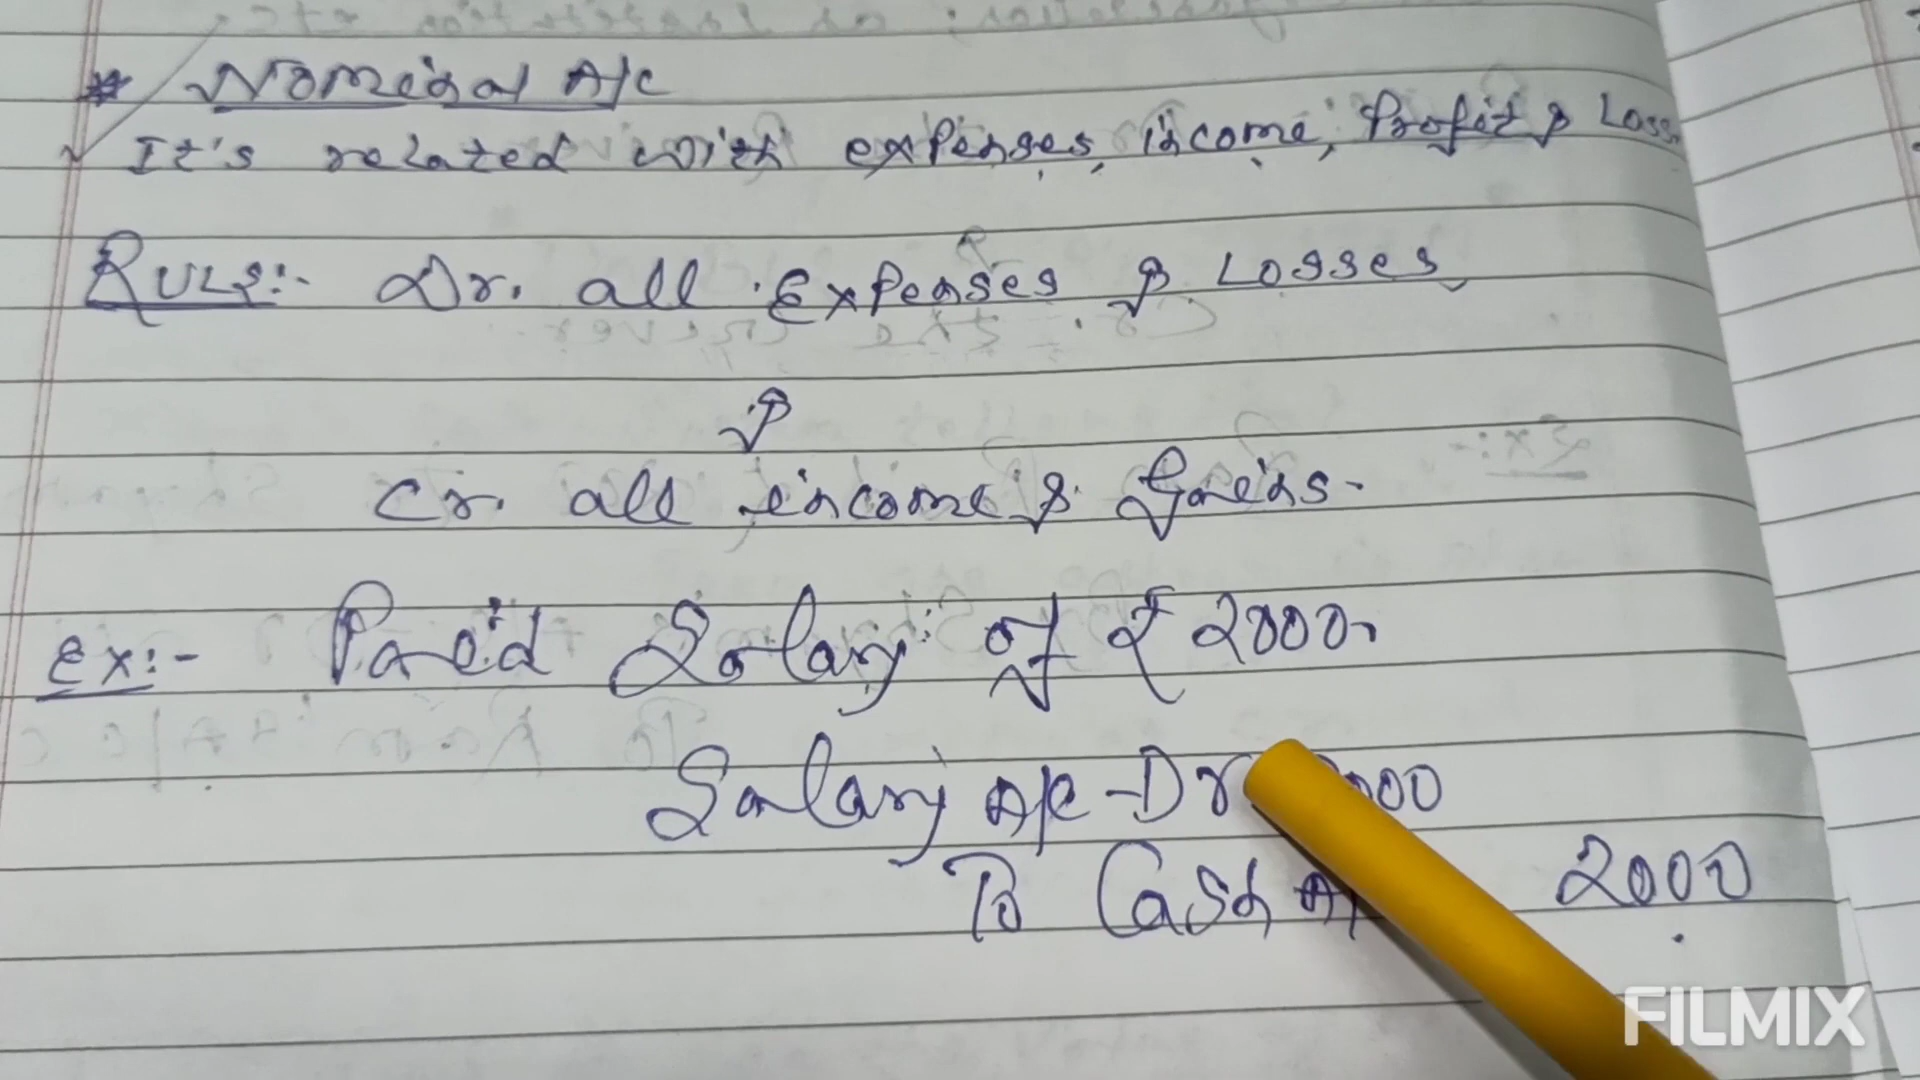 * Nominal A/c
It's related with expenses, income, Profit & Loss
Rule:- Dr. all Expenses & Losses
&
Cr. all income & Gains.
Ex:- Paid Salary of ₹ 2000
Salary A/c - Dr 2000
To Cash A/ 2000
FILMIX